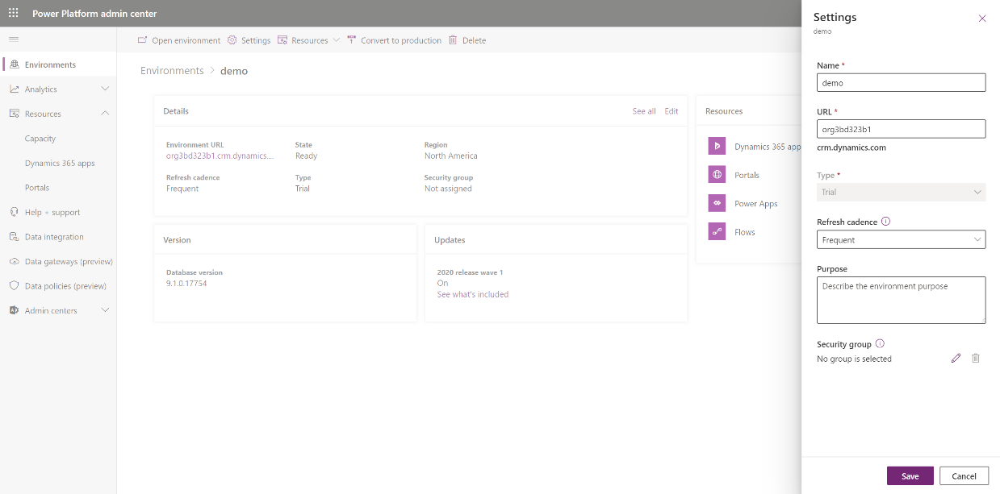 Power Platform admin center
Open environment
Settings
Resources
Convert to production
Delete
Environments
Analytics
Resources
Capacity
Dynamics 365 apps
Portals
Help + support
Data integration
Data gateways (preview)
Data policies (preview)
Admin centers
Environments > demo
Details
See all
Edit
Environment URL
org3bd323b1.crm.dynamics....
State
Ready
Region
North America
Refresh cadence
Frequent
Type
Trial
Security group
Not assigned
Version
Database version
9.1.0.17754
Updates
2020 release wave 1
On
See what's included
Resources
Dynamics 365 app
Portals
Power Apps
Flows
Settings
demo
Name *
demo
URL *
org3bd323b1
crm.dynamics.com
Type *
Trial
Refresh cadence
Frequent
Purpose
Describe the environment purpose
Security group
No group is selected
Save
Cancel